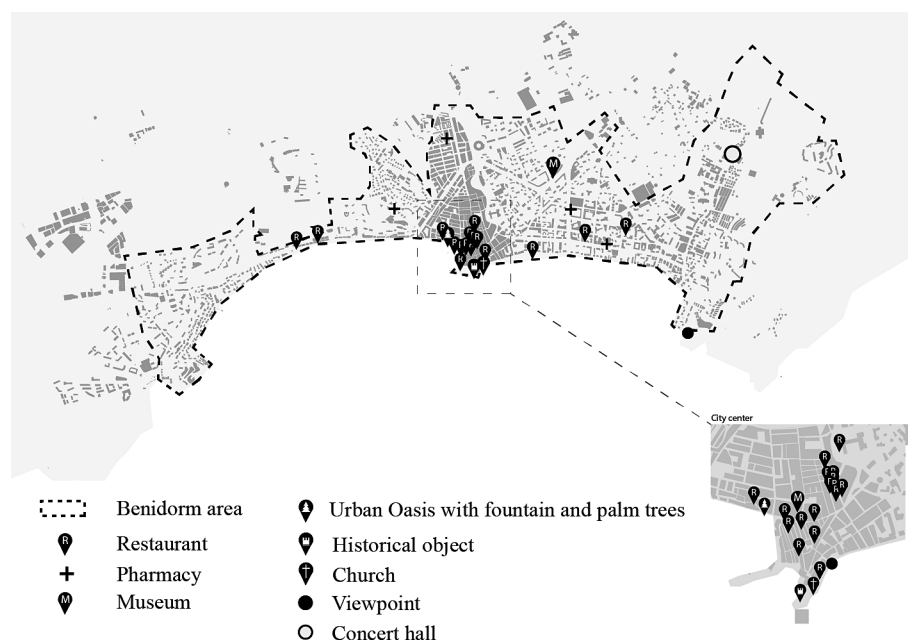 M
R
R
R
R
R
R
R
R
R
R
City center
R
R
R
R
M
R
R
R
R
R
R
R
Benidorm area
Urban Oasis with fountain and palm trees
R
Restaurant
Historical object
Pharmacy
Church
M
Museum
Viewpoint
Concert hall